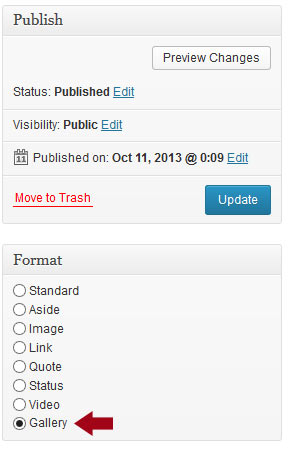 Publish
Preview Changes
Status: Published Edit
Visibility: Public Edit
11 Published on: Oct 11, 2013 @ 0:09 Edit
Move to Trash
Update
Format
Standard
Aside
Image
Link
Quote
Status
Video
Gallery